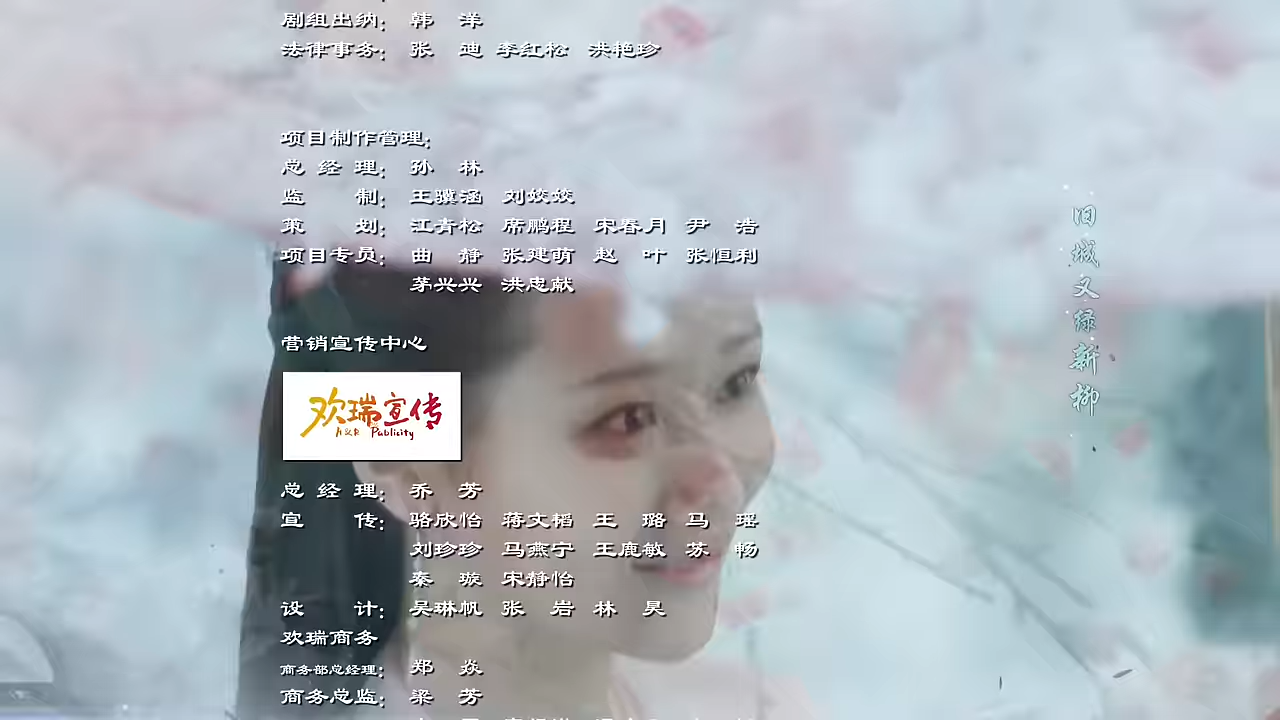 剧组出纳: 韩 洋
法律事务: 张 迪 李红松 洪艳珍
项目制作管理:
总经理: 孙 林
监 制: 王骥涵 刘姣姣
策 划: 江青松 席鹏程 宋春月 尹 浩
项目专员: 曲 静 张建萌 赵 叶 张恒利
茅兴兴 洪忠献
营销宣传中心
欢瑞宣传
H&R Publicity
总经理: 乔 芳
宣 传: 骆欣怡 蒋文韬 王 璐 马 瑶
刘珍珍 马燕宁 王鹿敏 苏 畅
秦 璇 宋静怡
设 计: 吴琳帆 张 岩 林 昊
欢瑞商务
商务部总经理: 郑 焱
商务总监: 梁 芳
旧城又绿新柳